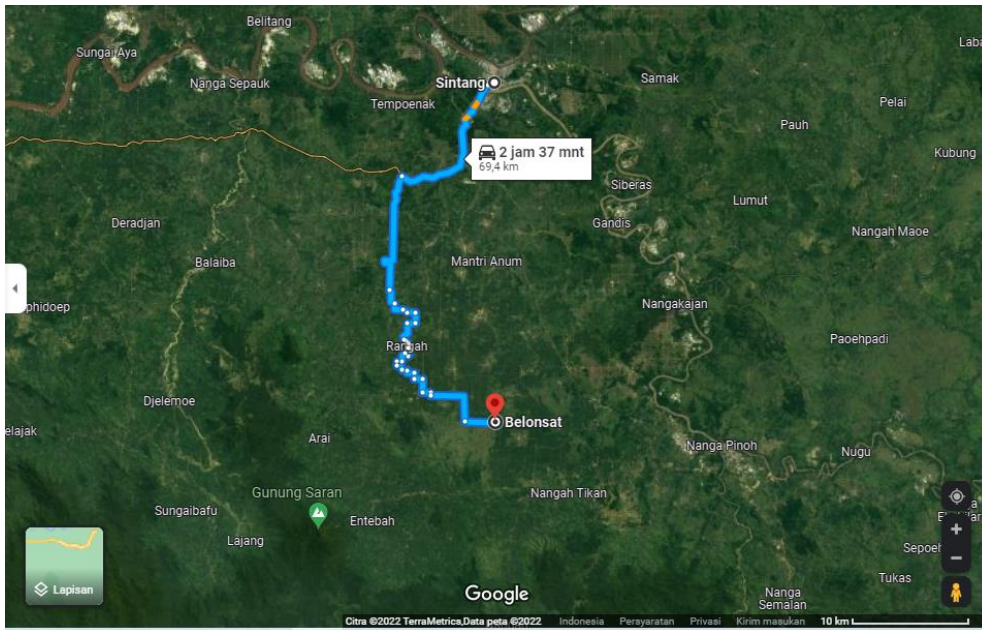 Belitang
Sungai Aya
Laba
Nanga Sepauk
Sintang
Samak
Tempoenak
Pelai
Pauh
2 jam 37 mnt
69,4 km
Kubung
Siberas
Lumut
Deradjan
Gandis
Nangah Maoe
Balaiba
Mantri Anum
phidoep
Nangakajan
Paoehpadi
Rangah
Djelemoe
Belonsat
elajak
Arai
Nanga Pinoh
Nugu
Gunung Saran
Nangah Tikan
Sungaibafu
Entebah
Lajang
Sepoeh
Lapisan
Tukas
Google
Nanga
Semalan
Citra ©2022 TerraMetrics,Data peta ©2022 Indonesia Persyaratan Privasi Kirim masukan 10 km